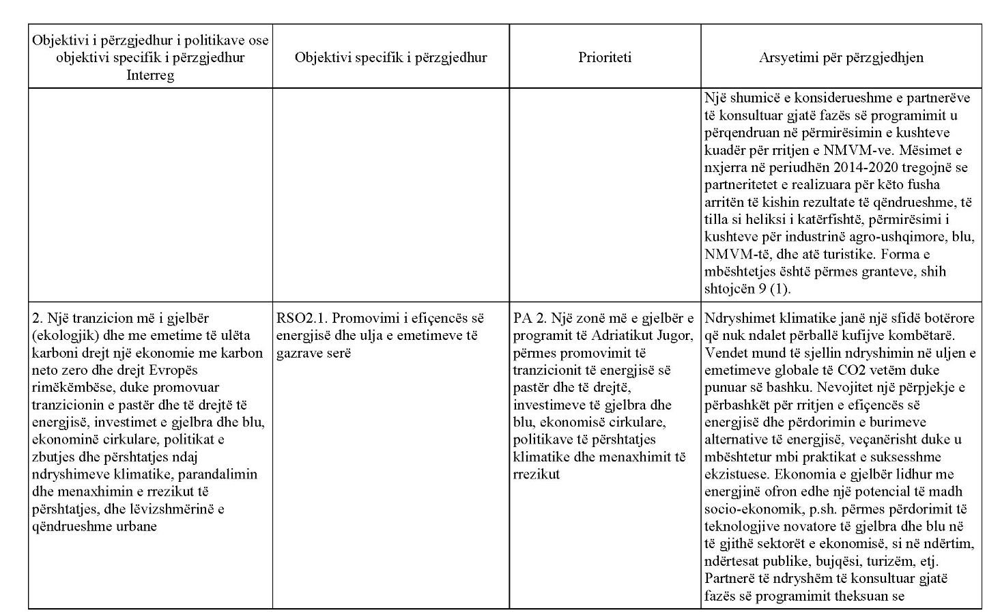 Objektivi i përzgjedhur i politikave ose
objektivi specifik i përzgjedhur
Interreg
Objektivi specifik i përzgjedhur
Prioriteti
Arsyetimi për përzgjedhjen
Një shumicë e konsiderueshme e partnerëve
të konsultuar gjatë fazës së programimit u
përqendruan në përmirësimin e kushteve
kuadër për rritjen e NMVM-ve. Mësimet e
nxjerra në periudhën 2014-2020 tregojnë se
partneritetet e realizuara për këto fusha
arritën të kishin rezultate të qëndrueshme, të
tilla si heliksi i katërfishtë, përmirësimi i
kushteve për industrinë agro-ushqimore, blu,
NMVM-të, dhe atë turistike. Forma e
mbështetjes është përmes granteve, shih
shtojcën 9 (1).
2. Një tranzicion më i gjelbër
(ekologjik) dhe me emetime të ulëta
karboni drejt një ekonomie me karbon
neto zero dhe drejt Evropës
rimëkëmbëse, duke promovuar
tranzicionin e pastër dhe të drejtë të
energjisë, investimet e gjelbra dhe blu,
ekonominë cirkulare, politikat e
zbutjes dhe përshtatjes ndaj
ndryshimeve klimatike, parandalimin
dhe menaxhimin e rrezikut të
përshtatjes, dhe lëvizshmërinë e
qëndrueshme urbane
RSO2.1. Promovimi i efiçencës së
energjisë dhe ulja e emetimeve të
gazrave serë
PA 2. Një zonë më e gjelbër e
programit të Adriatikut Jugor,
përmes promovimit të
tranzicionit të energjisë së
pastër dhe të drejtë,
investimeve të gjelbra dhe
blu, ekonomisë cirkulare,
politikave të përshtatjes
klimatike dhe menaxhimit të
rrezikut
Ndryshimet klimatike janë një sfidë botërore
që nuk ndalet përballë kufijve kombëtarë.
Vendet mund të sjellin ndryshimin në uljen e
emetimeve globale të CO2 vetëm duke
punuar së bashku. Nevojitet një përpjekje e
përbashkët për rritjen e efiçencës së
energjisë dhe përdorimin e burimeve
alternative të energjisë, veçanërisht duke u
mbështetur mbi praktikat e suksesshme
ekzistuese. Ekonomia e gjelbër lidhur me
energjinë ofron edhe një potencial të madh
socio-ekonomik, p.sh. përmes përdorimit të
teknologjive novatore të gjelbra dhe blu në
të gjithë sektorët e ekonomisë, si në ndërtim,
ndërtesat publike, bujqësi, turizëm, etj.
Partnerë të ndryshëm të konsultuar gjatë
fazës së programimit theksuan se